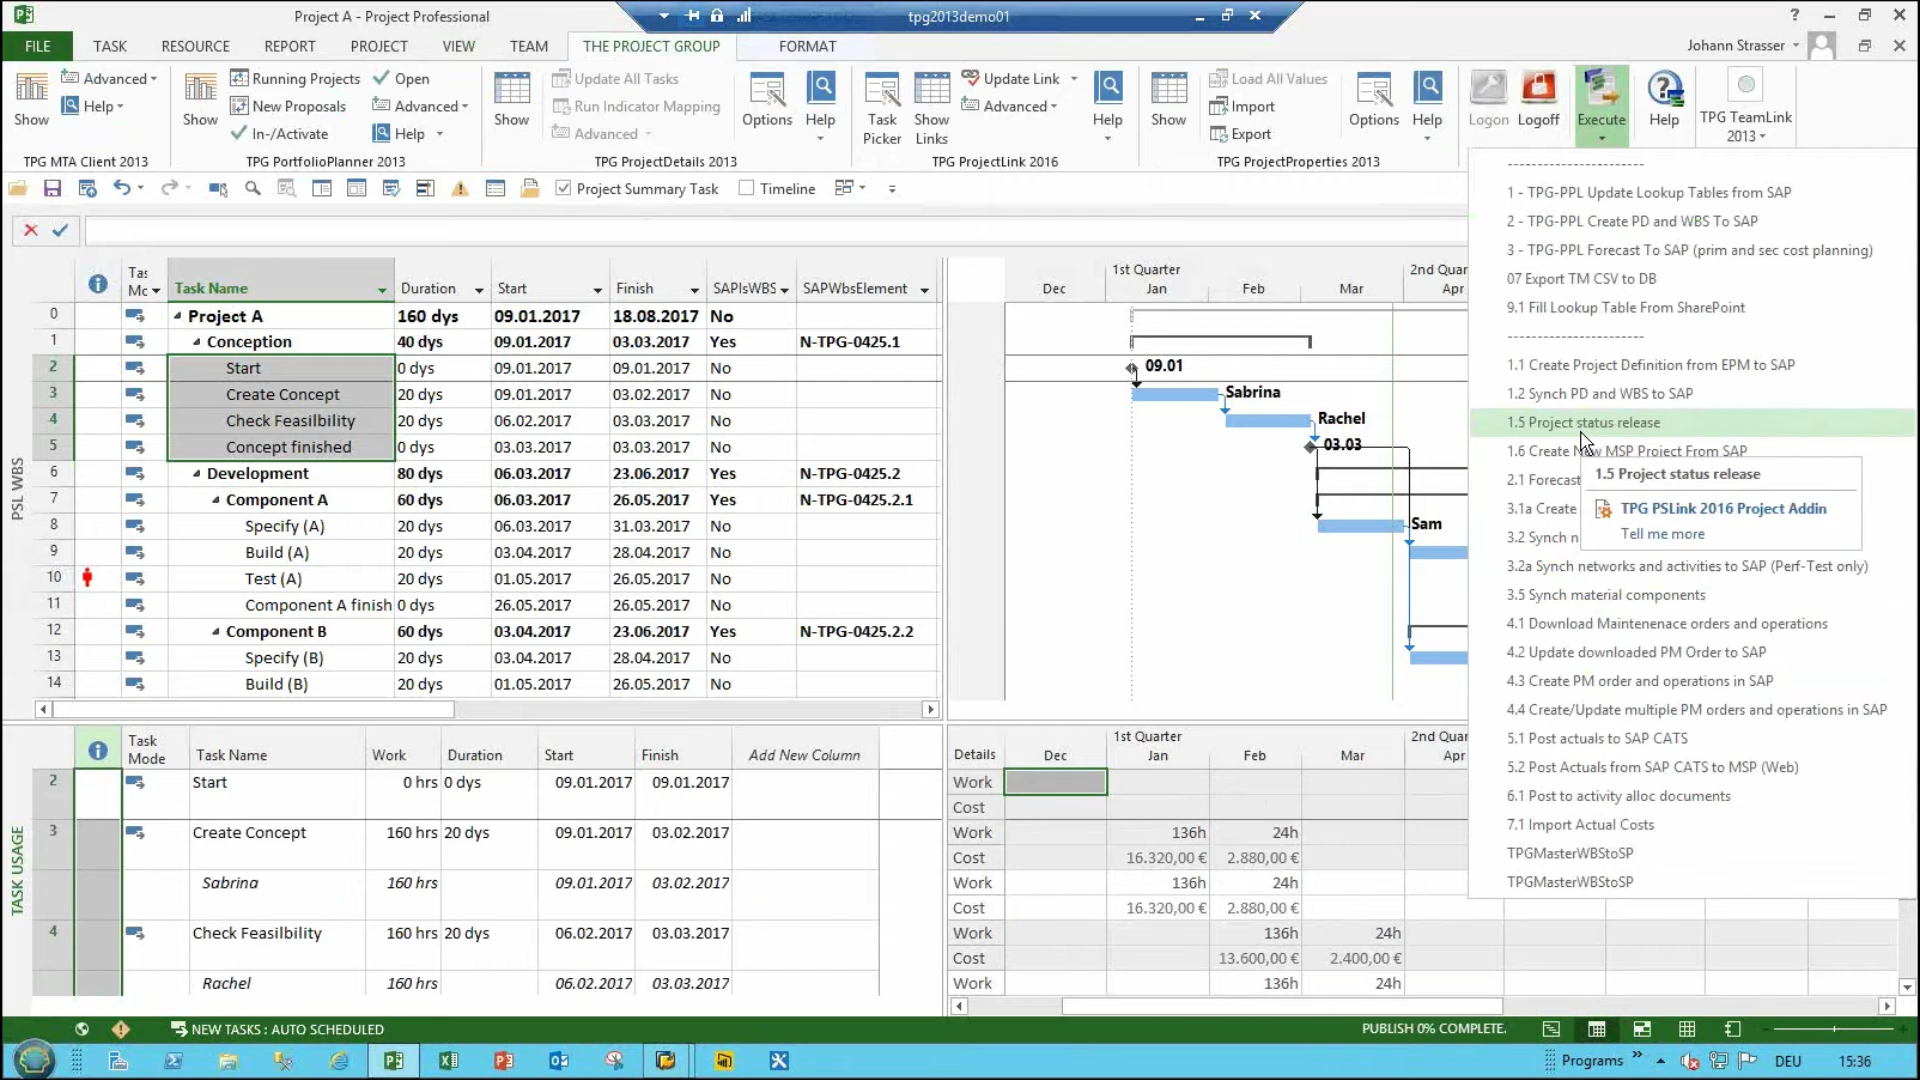 Project A - Project Professional
tpg2013demo01
FILE TASK RESOURCE REPORT PROJECT VIEW TEAM THE PROJECT GROUP FORMAT
Johann Strasser
Show
Advanced
Help
TPG MTA Client 2013
Show
Running Projects
New Proposals
In-/Activate
Open
Advanced
Help
TPG PortfolioPlanner 2013
Show
Update All Tasks
Run Indicator Mapping
Advanced
Options
Help
TPG ProjectDetails 2013
Task Picker
Show Links
Update Link
Advanced
Help
TPG ProjectLink 2016
Show
Load All Values
Import
Export
Options
Help
TPG ProjectProperties 2013
Logon
Logoff
Execute
Help
TPG TeamLink 2013
Project Summary Task
Timeline
PSL WBS
Tas Mc Task Name Duration Start Finish SAPIsWBS SAPWbsElement
0 Project A 160 dys 09.01.2017 18.08.2017 No
1 Conception 40 dys 09.01.2017 03.03.2017 Yes N-TPG-0425.1
2 Start 0 dys 09.01.2017 09.01.2017 No
3 Create Concept 20 dys 09.01.2017 03.02.2017 No
4 Check Feasilbility 20 dys 06.02.2017 03.03.2017 No
5 Concept finished 0 dys 03.03.2017 03.03.2017 No
6 Development 80 dys 06.03.2017 23.06.2017 Yes N-TPG-0425.2
7 Component A 60 dys 06.03.2017 26.05.2017 Yes N-TPG-0425.2.1
8 Specify (A) 20 dys 06.03.2017 31.03.2017 No
9 Build (A) 20 dys 03.04.2017 28.04.2017 No
10 Test (A) 20 dys 01.05.2017 26.05.2017 No
11 Component A finish 0 dys 26.05.2017 26.05.2017 No
12 Component B 60 dys 03.04.2017 23.06.2017 Yes N-TPG-0425.2.2
13 Specify (B) 20 dys 03.04.2017 28.04.2017 No
14 Build (B) 20 dys 01.05.2017 26.05.2017 No
1st Quarter 2nd Quar
Dec Jan Feb Mar Apr
09.01
Sabrina
Rachel
03.03
Sam
1 - TPG-PPL Update Lookup Tables from SAP
2 - TPG-PPL Create PD and WBS To SAP
3 - TPG-PPL Forecast To SAP (prim and sec cost planning)
07 Export TM CSV to DB
9.1 Fill Lookup Table From SharePoint
1.1 Create Project Definition from EPM to SAP
1.2 Synch PD and WBS to SAP
1.5 Project status release
1.6 Create New MSP Project From SAP
2.1 Forecast
3.1a Create
3.2 Synch n
3.2a Synch networks and activities to SAP (Perf-Test only)
3.5 Synch material components
4.1 Download Maintenenace orders and operations
4.2 Update downloaded PM Order to SAP
4.3 Create PM order and operations in SAP
4.4 Create/Update multiple PM orders and operations in SAP
5.1 Post actuals to SAP CATS
5.2 Post Actuals from SAP CATS to MSP (Web)
6.1 Post to activity alloc documents
7.1 Import Actual Costs
TPGMasterWBStoSP
TPGMasterWBStoSP
1.5 Project status release
TPG PSLink 2016 Project Addin
Tell me more
TASK USAGE
Task Mode Task Name Work Duration Start Finish Add New Column
2 Start 0 hrs 0 dys 09.01.2017 09.01.2017
3 Create Concept 160 hrs 20 dys 09.01.2017 03.02.2017
Sabrina 160 hrs 09.01.2017 03.02.2017
4 Check Feasilbility 160 hrs 20 dys 06.02.2017 03.03.2017
Rachel 160 hrs 06.02.2017 03.03.2017
1st Quarter 2nd Quar
Details Dec Jan Feb Mar Apr
Work
Cost
Work 136h 24h
Cost 16.320,00 € 2.880,00 €
Work 136h 24h
Cost 16.320,00 € 2.880,00 €
Work 136h 24h
Cost 13.600,00 € 2.400,00 €
Work 136h 24h
NEW TASKS : AUTO SCHEDULED
PUBLISH 0% COMPLETE.
Programs
DEU
15:36